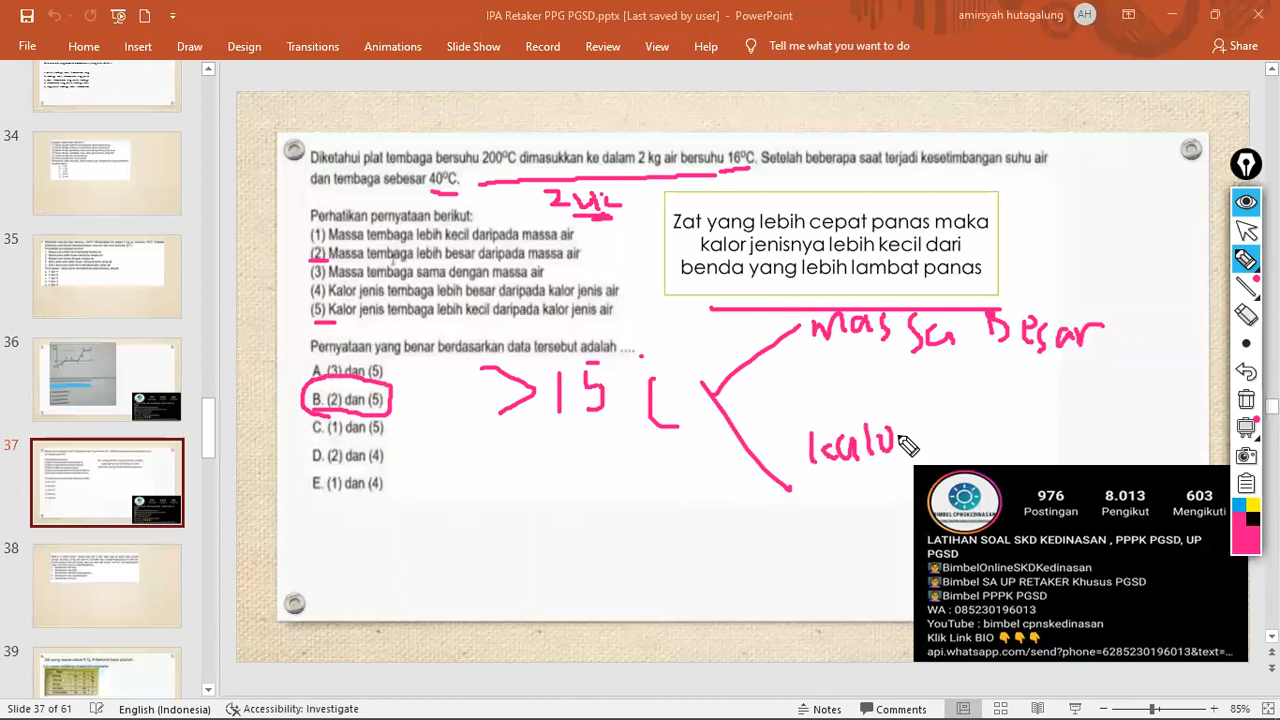 IPA Retaker PPG PGSD.pptx [Last saved by user] - PowerPoint
amirsyah hutagalung
AH
File Home Insert Draw Design Transitions Animations Slide Show Record Review View Help Tell me what you want to do Share
34
35
36
37
38
39
Diketahui plat tembaga bersuhu 200⁰C dimasukkan ke dalam 2 kg air bersuhu 16⁰C. Setelah beberapa saat terjadi kesetimbangan suhu air
dan tembaga sebesar 40⁰C.
Perhatikan pernyataan berikut:
(1) Massa tembaga lebih kecil daripada massa air
(2) Massa tembaga lebih besar daripada massa air
(3) Massa tembaga sama dengan massa air
(4) Kalor jenis tembaga lebih besar daripada kalor jenis air
(5) Kalor jenis tembaga lebih kecil daripada kalor jenis air
Pernyataan yang benar berdasarkan data tersebut adalah ....
A. (3) dan (5)
B. (2) dan (5)
C. (1) dan (5)
D. (2) dan (4)
E. (1) dan (4)
Zat yang lebih cepat panas maka
kalor jenisnya lebih kecil dari
benda yang lebih lambat panas
massa Besar
> 15
kalo
BIMBEL.CPNSKEDINASAN
976 8.013 603
Postingan Pengikut Mengikuti
LATIHAN SOAL SKD KEDINASAN , PPPK PGSD, UP
PGSD
BimbelOnlineSKDKedinasan
Bimbel SA UP RETAKER Khusus PGSD
Bimbel PPPK PGSD
WA : 085230196013
YouTube : bimbel cpnskedinasan
Klik Link BIO 👇👇👇
api.whatsapp.com/send?phone=6285230196013&text=...
Slide 37 of 61 English (Indonesia) Accessibility: Investigate Notes Comments 85%